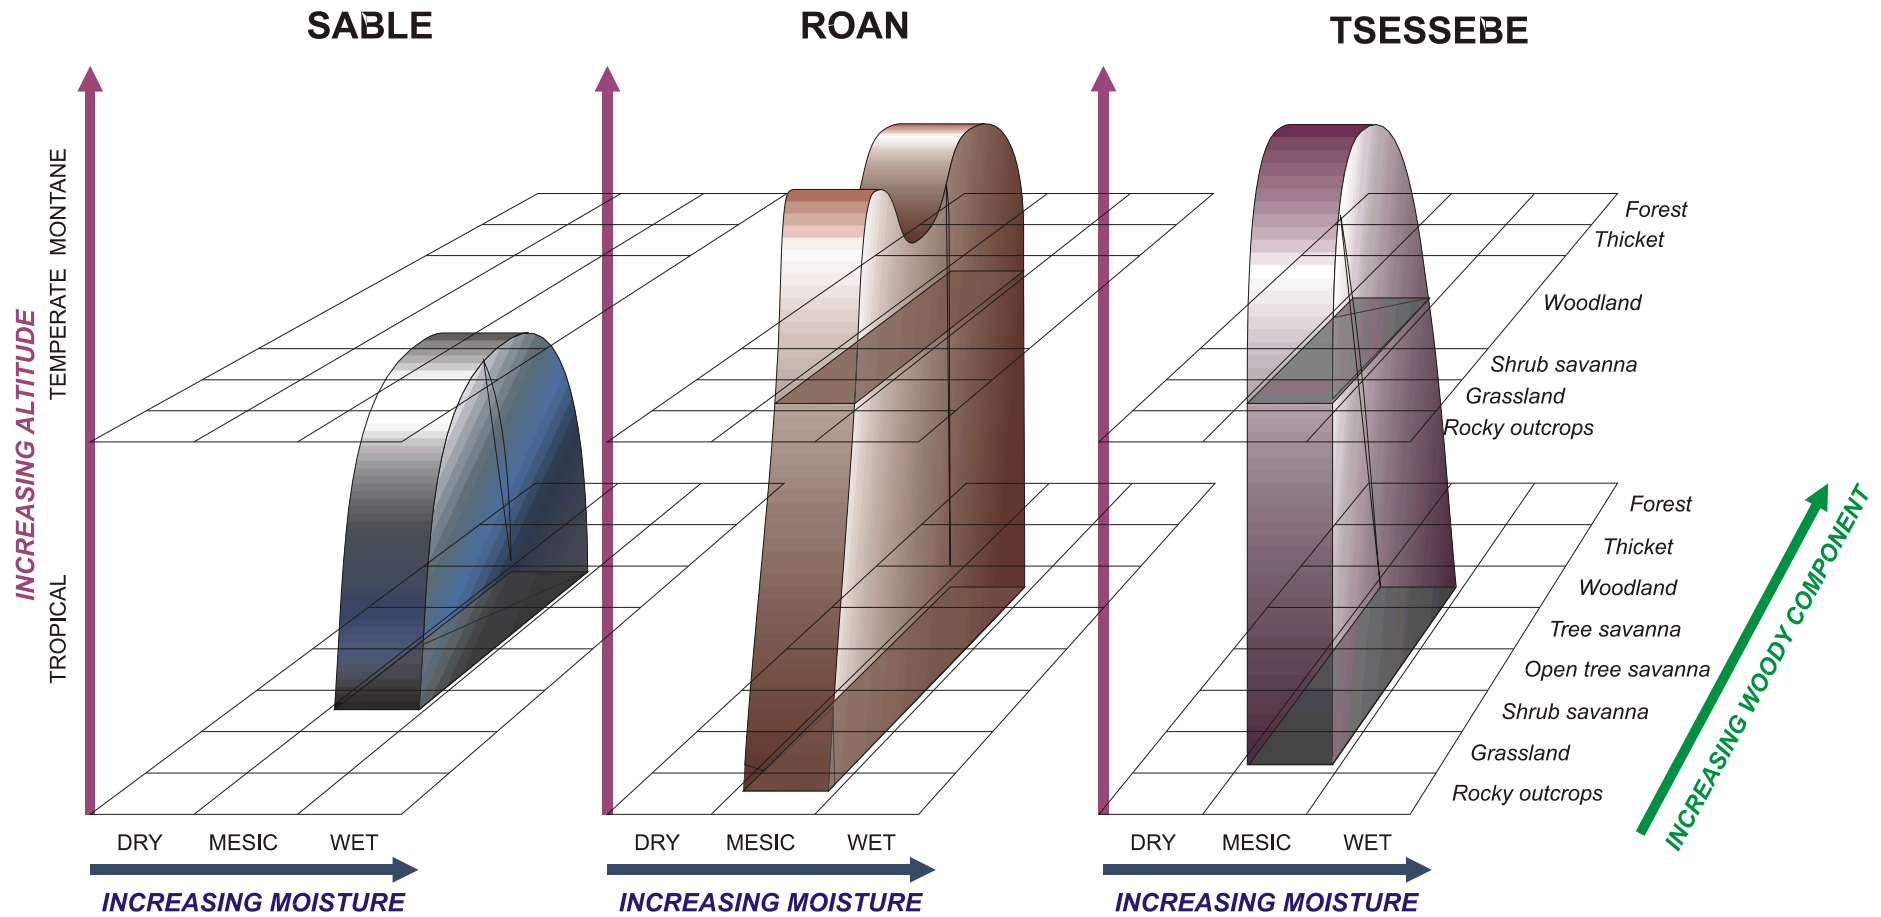 SABLE
ROAN
TSESSEBE
INCREASING ALTITUDE
TROPICAL
TEMPERATE MONTANE
Forest
Thicket
Woodland
Shrub savanna
Grassland
Rocky outcrops
Forest
Thicket
Woodland
Tree savanna
Open tree savanna
Shrub savanna
Grassland
Rocky outcrops
INCREASING WOODY COMPONENT
DRY MESIC WET
DRY MESIC WET
DRY MESIC WET
INCREASING MOISTURE
INCREASING MOISTURE
INCREASING MOISTURE